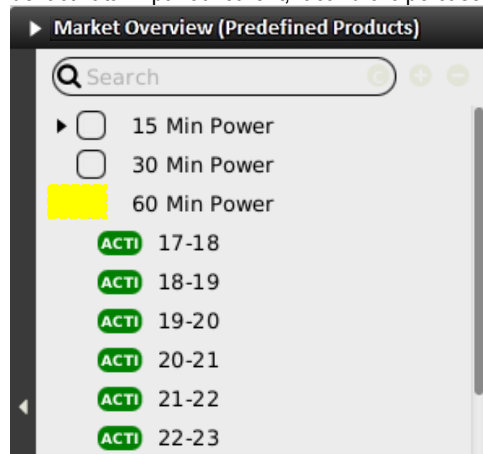 Market Overview (Predefined Products)
Search
15 Min Power
30 Min Power
60 Min Power
ACTI 17-18
ACTI 18-19
ACTI 19-20
ACTI 20-21
ACTI 21-22
ACTI 22-23